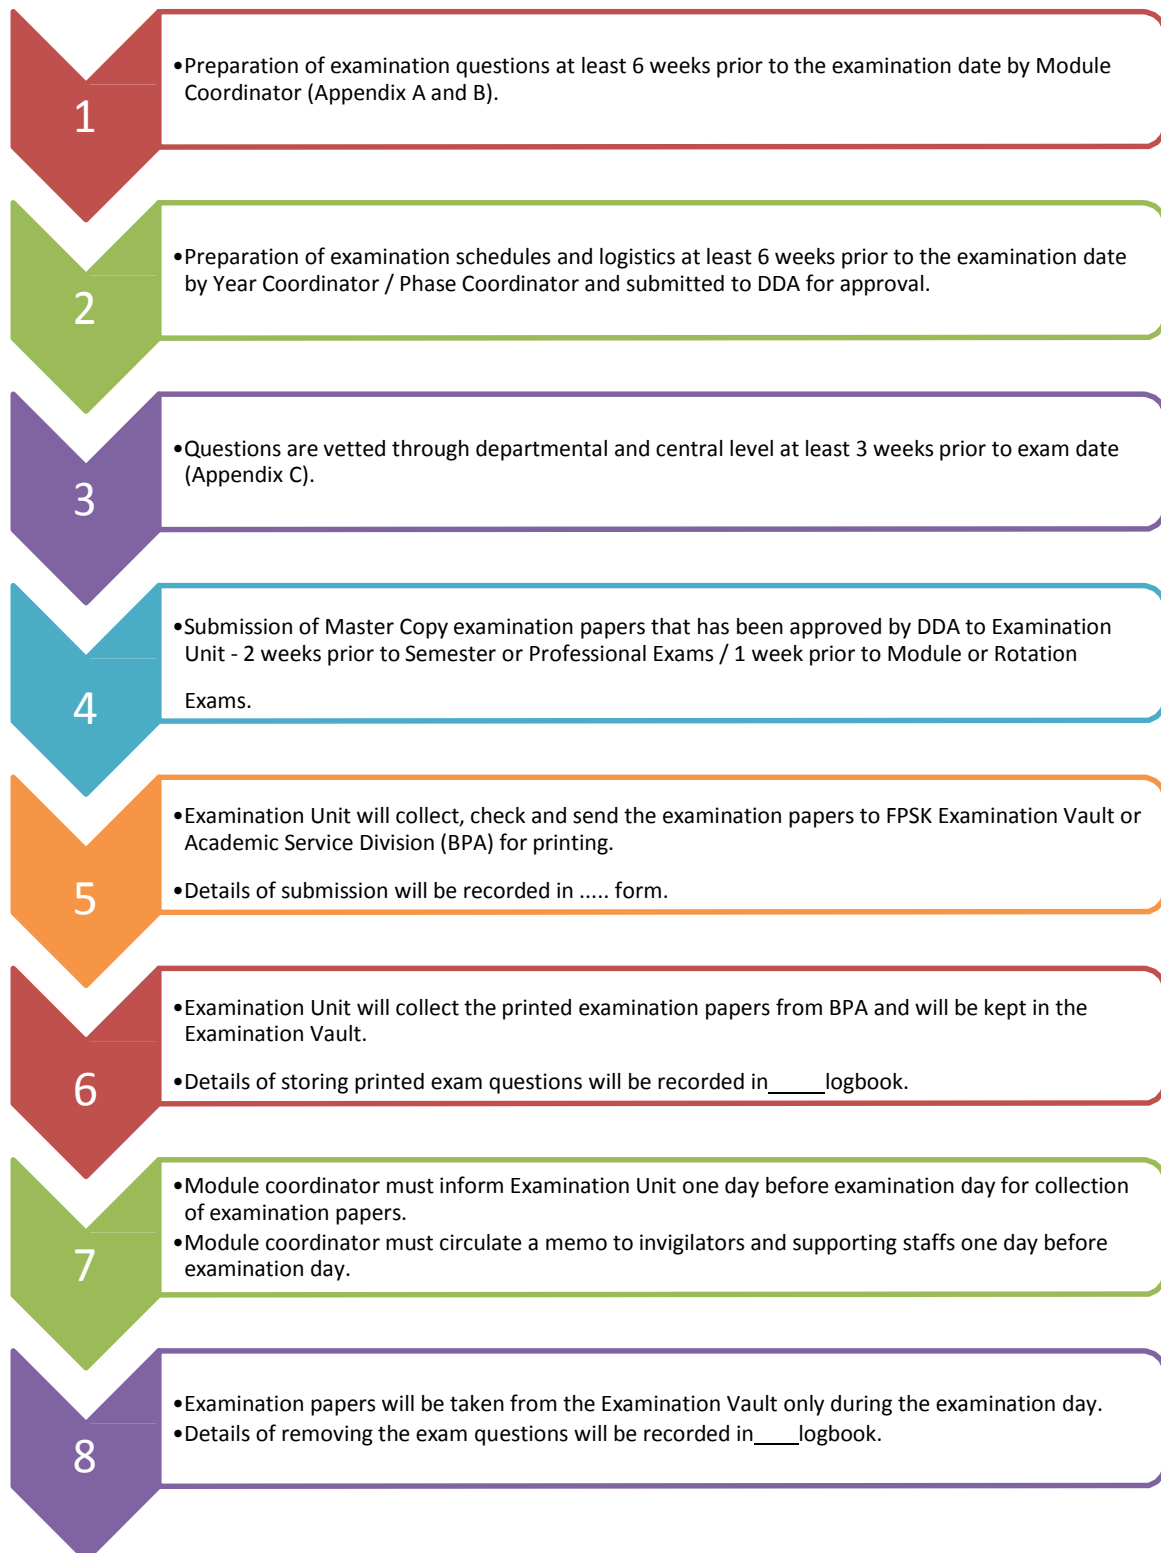 1
•Preparation of examination questions at least 6 weeks prior to the examination date by Module
Coordinator (Appendix A and B).
2
•Preparation of examination schedules and logistics at least 6 weeks prior to the examination date
by Year Coordinator / Phase Coordinator and submitted to DDA for approval.
3
•Questions are vetted through departmental and central level at least 3 weeks prior to exam date
(Appendix C).
4
•Submission of Master Copy examination papers that has been approved by DDA to Examination
Unit - 2 weeks prior to Semester or Professional Exams / 1 week prior to Module or Rotation
Exams.
5
•Examination Unit will collect, check and send the examination papers to FPSK Examination Vault or
Academic Service Division (BPA) for printing.
•Details of submission will be recorded in ..... form.
6
•Examination Unit will collect the printed examination papers from BPA and will be kept in the
Examination Vault.
•Details of storing printed exam questions will be recorded in_____logbook.
7
•Module coordinator must inform Examination Unit one day before examination day for collection
of examination papers.
•Module coordinator must circulate a memo to invigilators and supporting staffs one day before
examination day.
8
•Examination papers will be taken from the Examination Vault only during the examination day.
•Details of removing the exam questions will be recorded in____logbook.